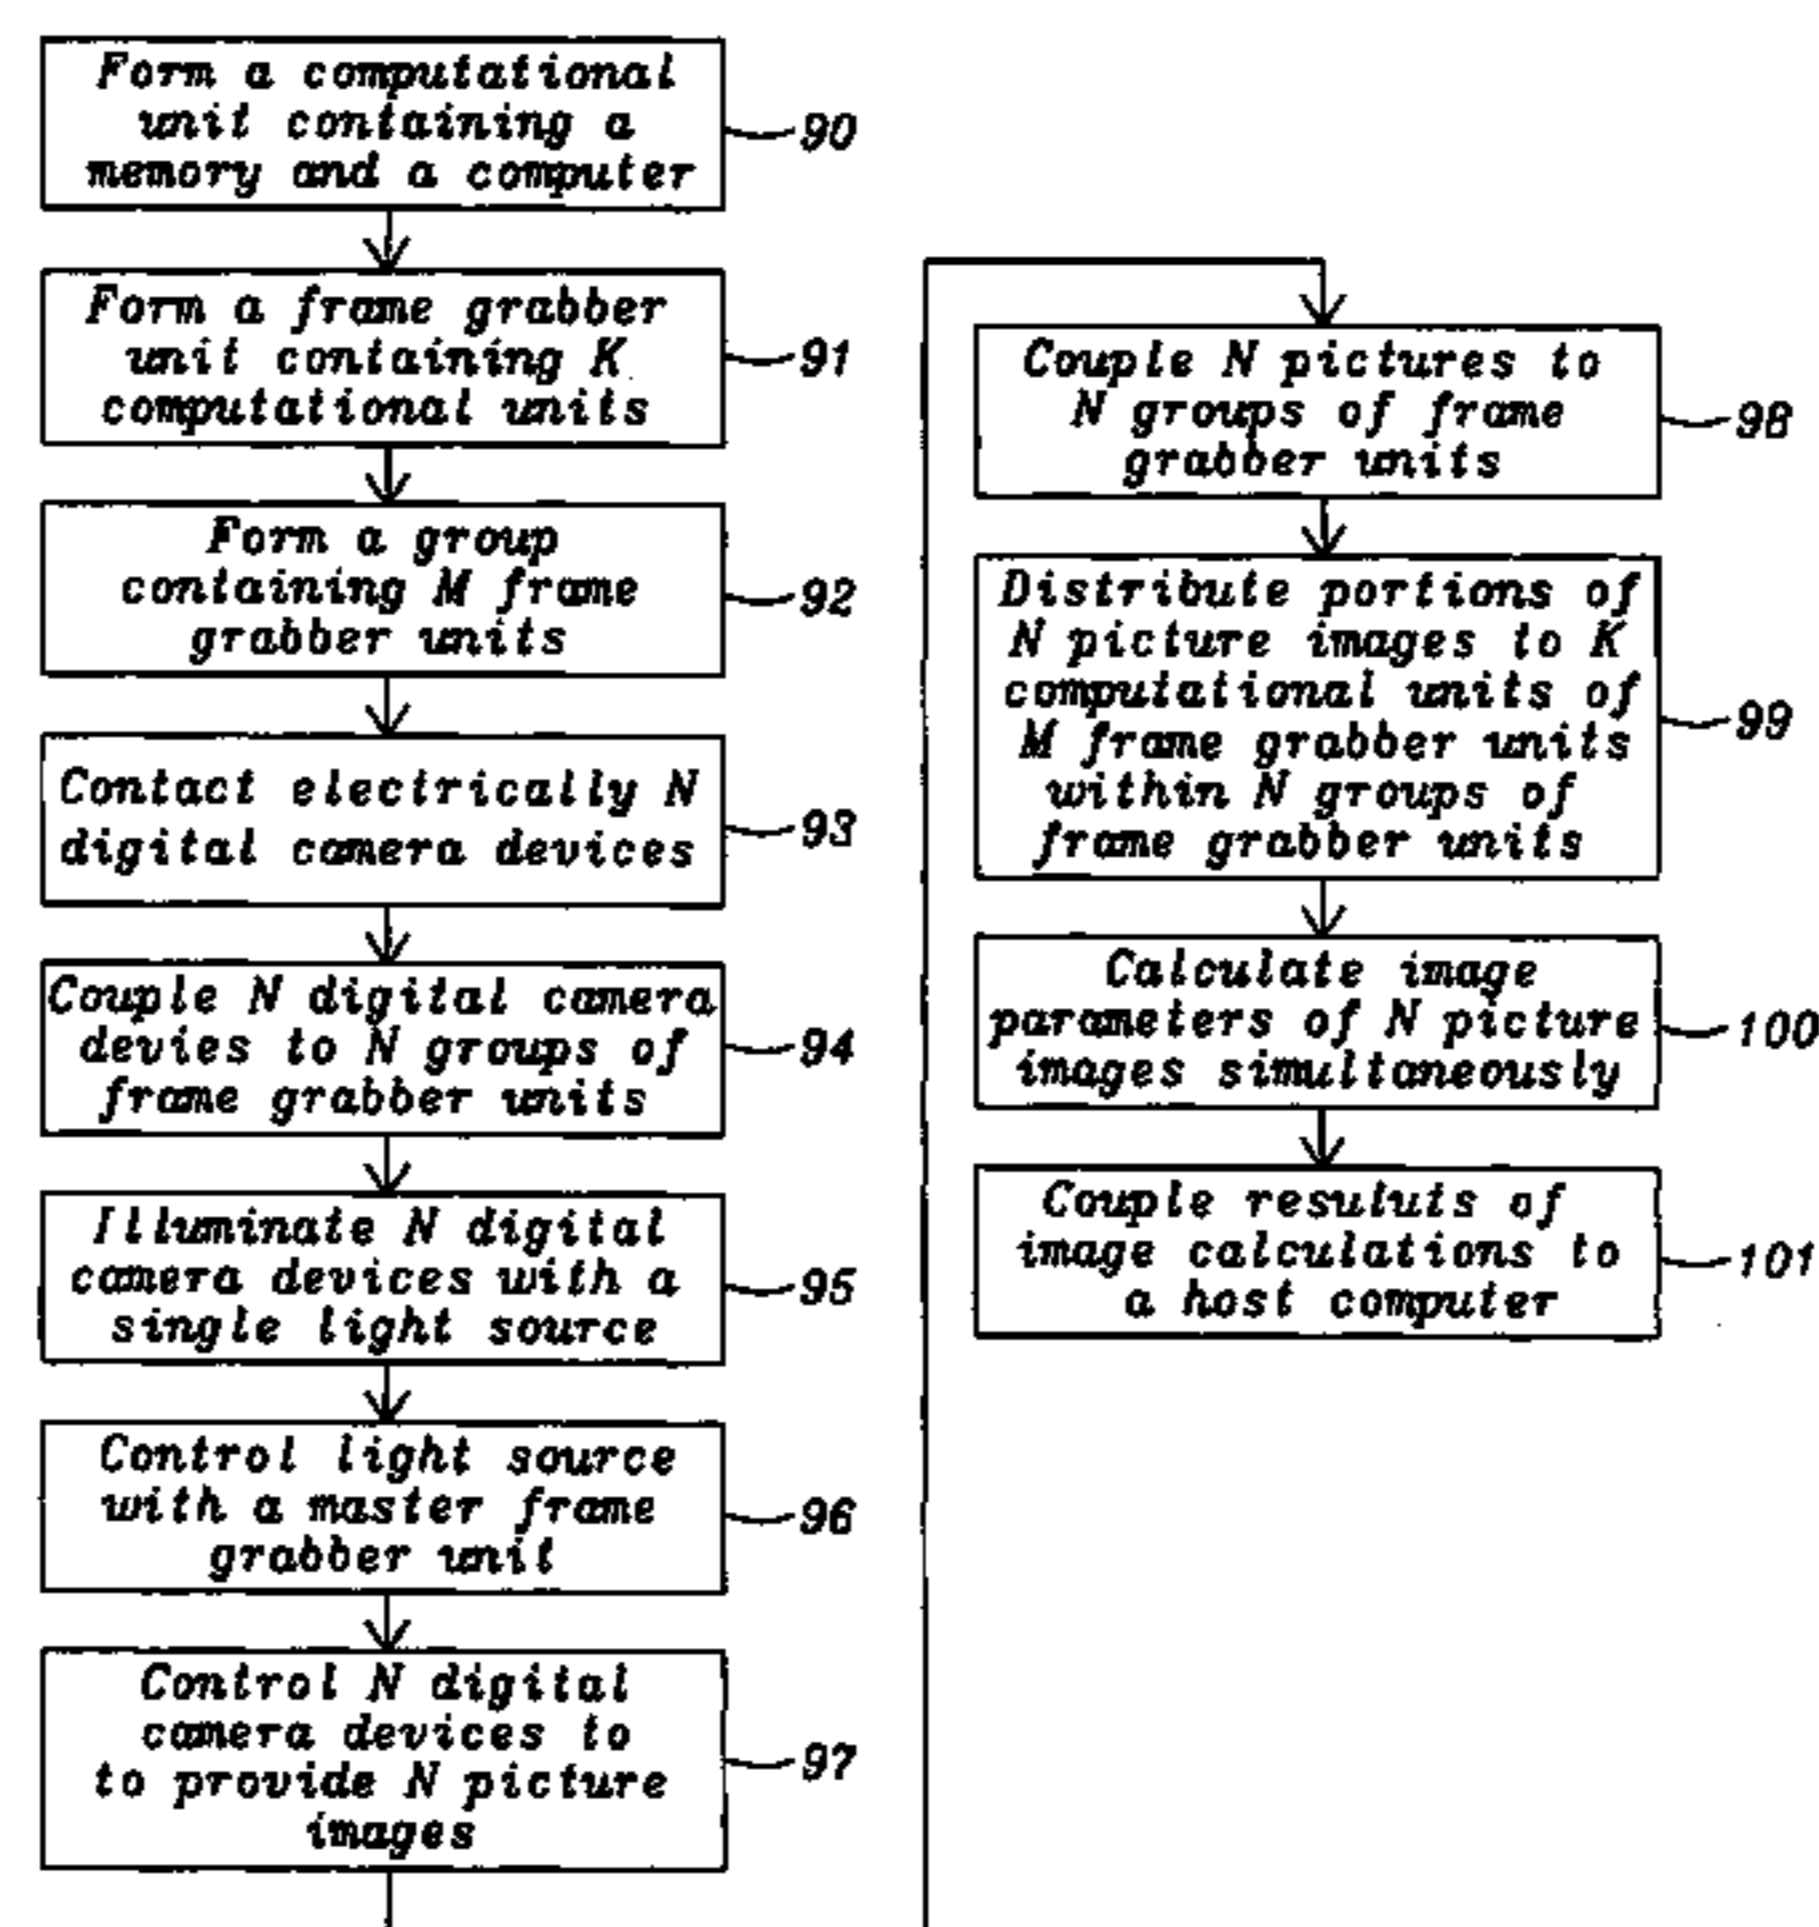 Form a computational
unit containing a
memory and a computer
90
Form a frame grabber
unit containing K
computational units
91
Form a group
containing M frame
grabber units
92
Contact electrically N
digital camera devices
93
Couple N digital camera
devies to N groups of
frame grabber units
94
Illuminate N digital
camera devices with a
single light source
95
Control light source
with a master frame
grabber unit
96
Control N digital
camera devices to
to provide N picture
images
97
Couple N pictures to
N groups of frame
grabber units
98
Distribute portions of
N picture images to K
computational units of
M frame grabber units
within N groups of
frame grabber units
99
Calculate image
parameters of N picture
images simultaneously
100
Couple resuluts of
image calculations to
a host computer
101